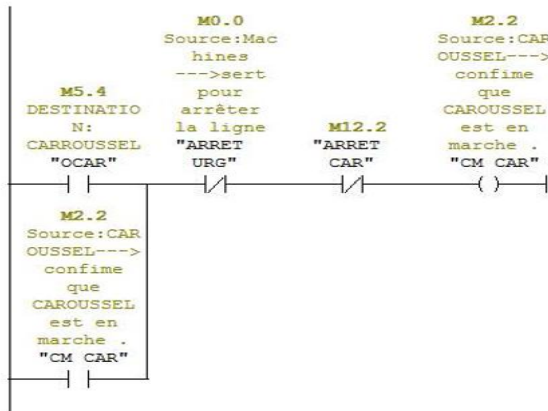 M5.4
DESTINATIO
N:
CARROUSSEL
"OCAR"
M0.0
Source:Mac
hines
--->sert
pour
arrêter
la ligne
"ARRET
URG"
M12.2
"ARRET
CAR"
M2.2
Source:CAR
OUSSEL--->
confime
que
CAROUSSEL
est en
marche .
"CM CAR"
M2.2
Source:CAR
OUSSEL--->
confime
que
CAROUSSEL
est en
marche .
"CM CAR"